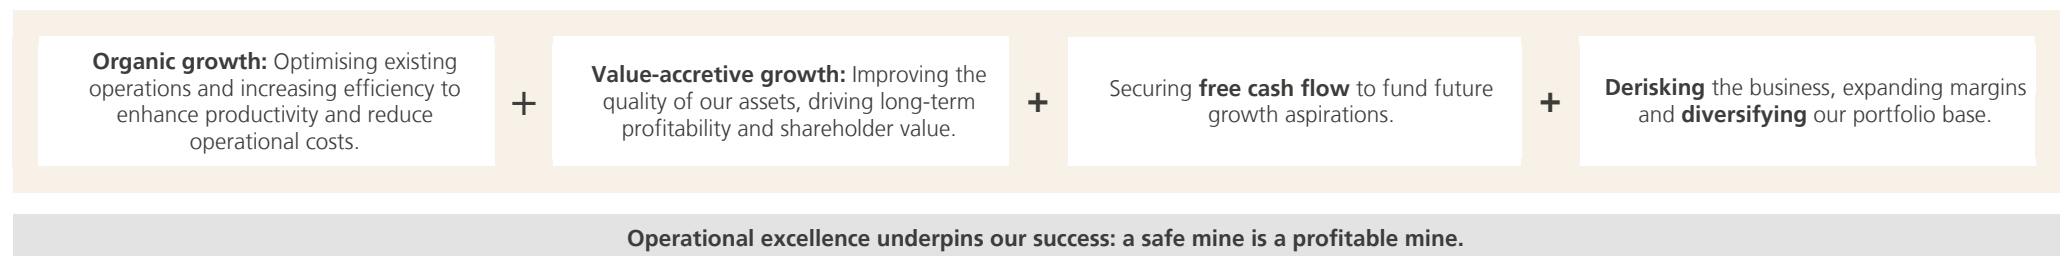 Organic growth: Optimising existing
operations and increasing efficiency to
enhance productivity and reduce
operational costs.
+
Value-accretive growth: Improving the
quality of our assets, driving long-term
profitability and shareholder value.
+
Securing free cash flow to fund future
growth aspirations.
+
Derisking the business, expanding margins
and diversifying our portfolio base.
Operational excellence underpins our success: a safe mine is a profitable mine.